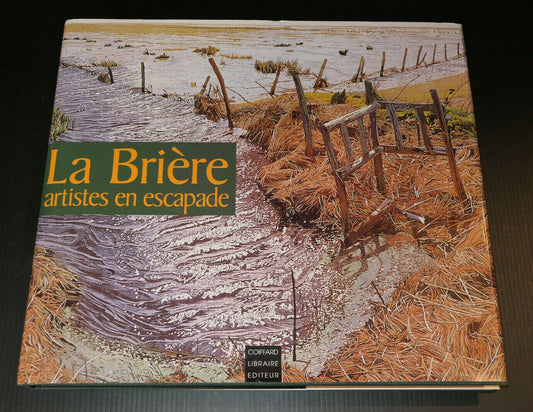 La Brière
artistes en escapade
COIFFARD
LIBRAIRE
EDITEUR